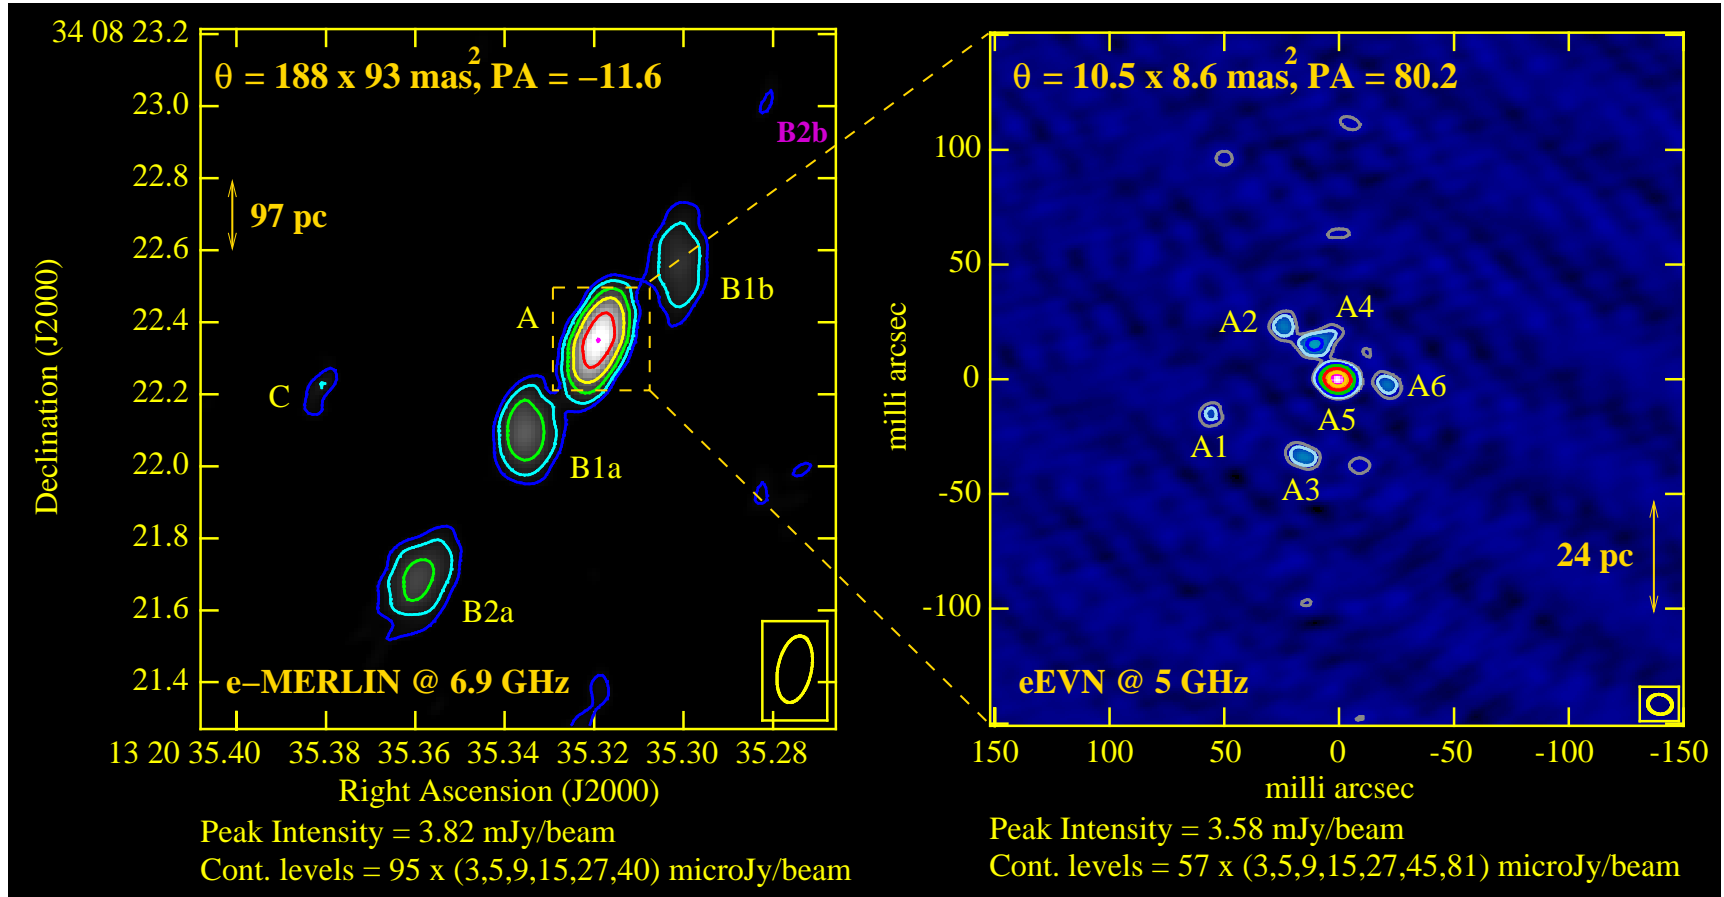 34 08 23.2
23.0
22.8
22.6
22.4
22.2
22.0
21.8
21.6
21.4
Declination (J2000)
θ = 188 x 93 mas², PA = −11.6
B2b
97 pc
B1b
A
C
B1a
B2a
e−MERLIN @ 6.9 GHz
13 20 35.40 35.38 35.36 35.34 35.32 35.30 35.28
Right Ascension (J2000)
Peak Intensity = 3.82 mJy/beam
Cont. levels = 95 x (3,5,9,15,27,40) microJy/beam
100
50
0
-50
-100
milli arcsec
θ = 10.5 x 8.6 mas², PA = 80.2
A2
A4
A6
A5
A1
A3
24 pc
eEVN @ 5 GHz
150 100 50 0 -50 -100 -150
milli arcsec
Peak Intensity = 3.58 mJy/beam
Cont. levels = 57 x (3,5,9,15,27,45,81) microJy/beam